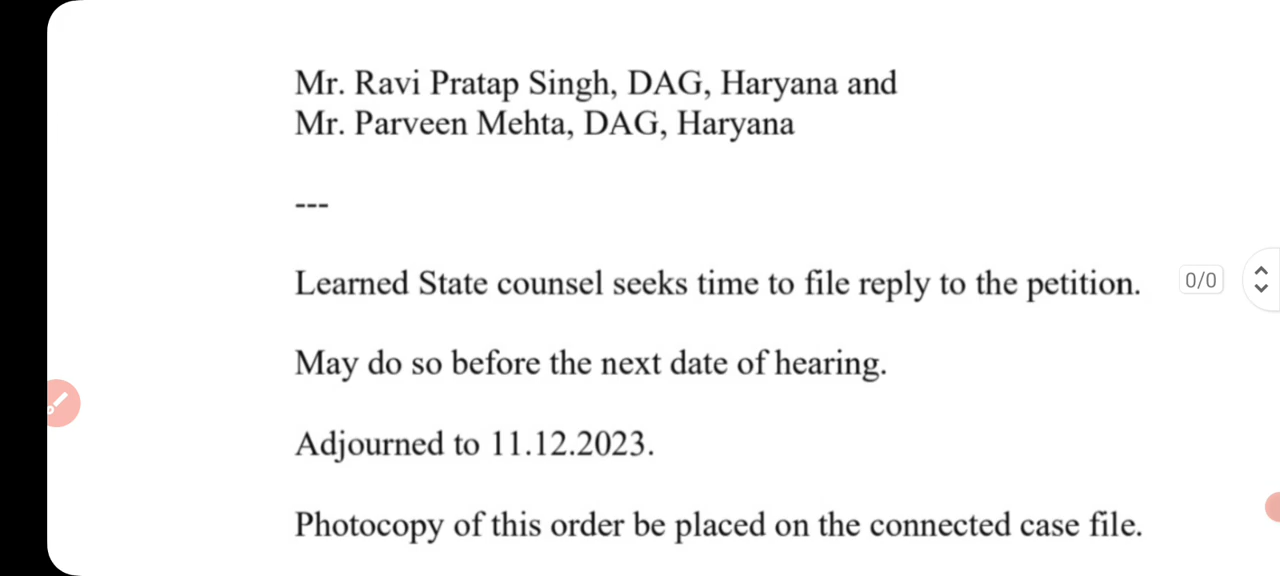 Mr. Ravi Pratap Singh, DAG, Haryana and
Mr. Parveen Mehta, DAG, Haryana
---
Learned State counsel seeks time to file reply to the petition.
0/0
May do so before the next date of hearing.
Adjourned to 11.12.2023.
Photocopy of this order be placed on the connected case file.